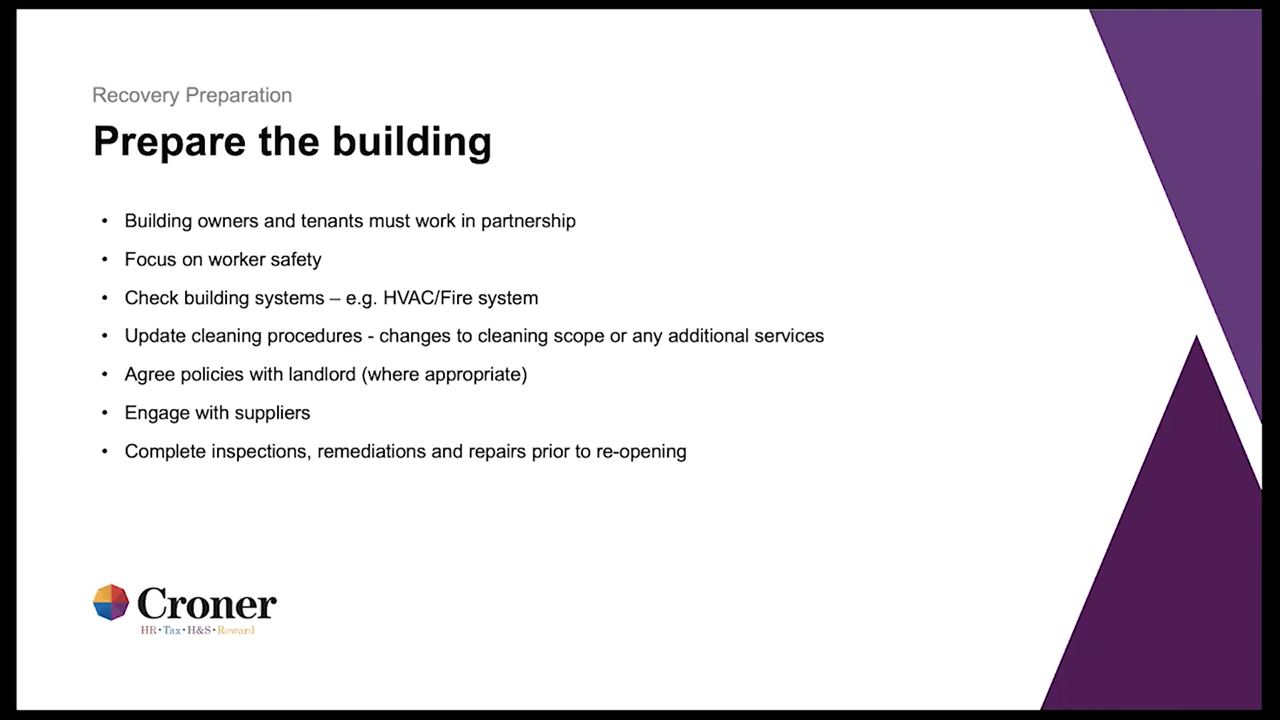 Recovery Preparation
Prepare the building
• Building owners and tenants must work in partnership
• Focus on worker safety
• Check building systems – e.g. HVAC/Fire system
• Update cleaning procedures - changes to cleaning scope or any additional services
• Agree policies with landlord (where appropriate)
• Engage with suppliers
• Complete inspections, remediations and repairs prior to re-opening
Croner
HR•Tax•H&S•Reward